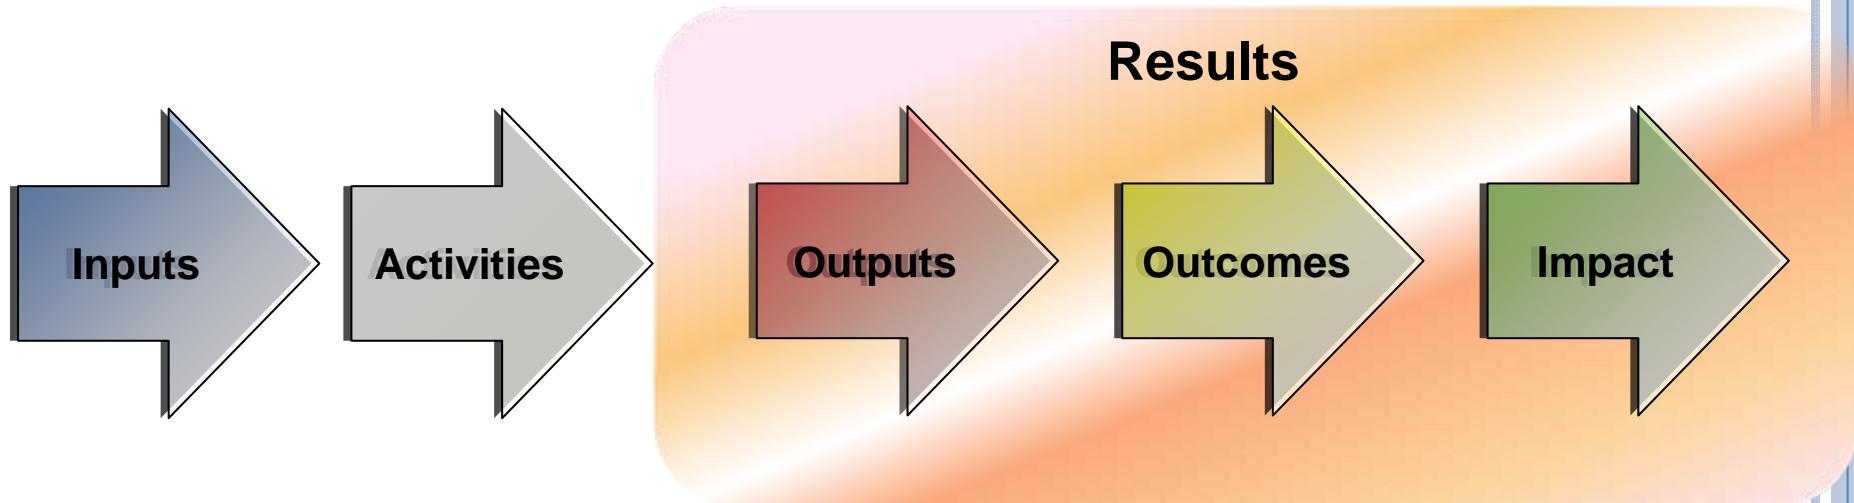 Results
Inputs
Activities
Outputs
Outcomes
Impact